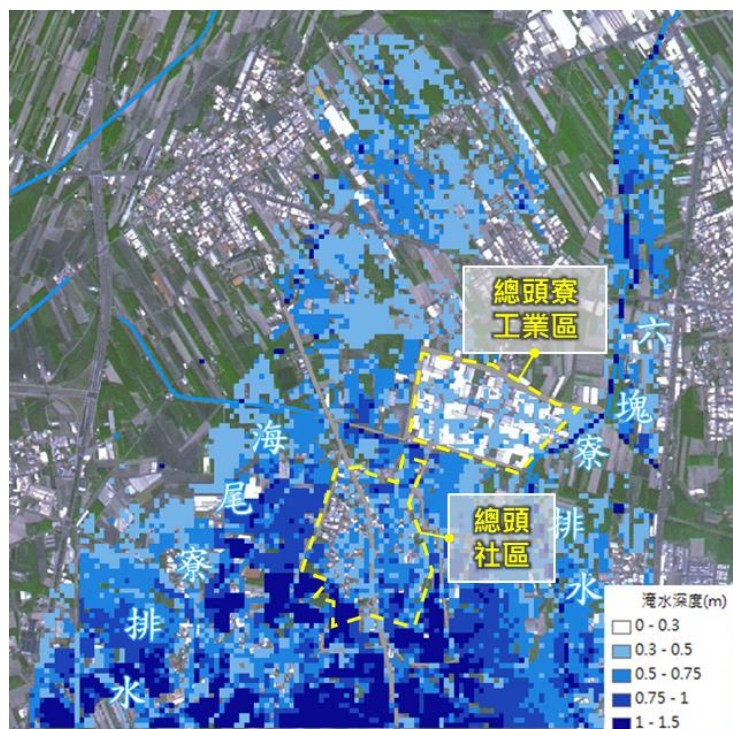 總頭寮
工業區
六塊寮排水
海尾寮排水
總頭
社區
淹水深度(m)
0 - 0.3
0.3 - 0.5
0.5 - 0.75
0.75 - 1
1 - 1.5